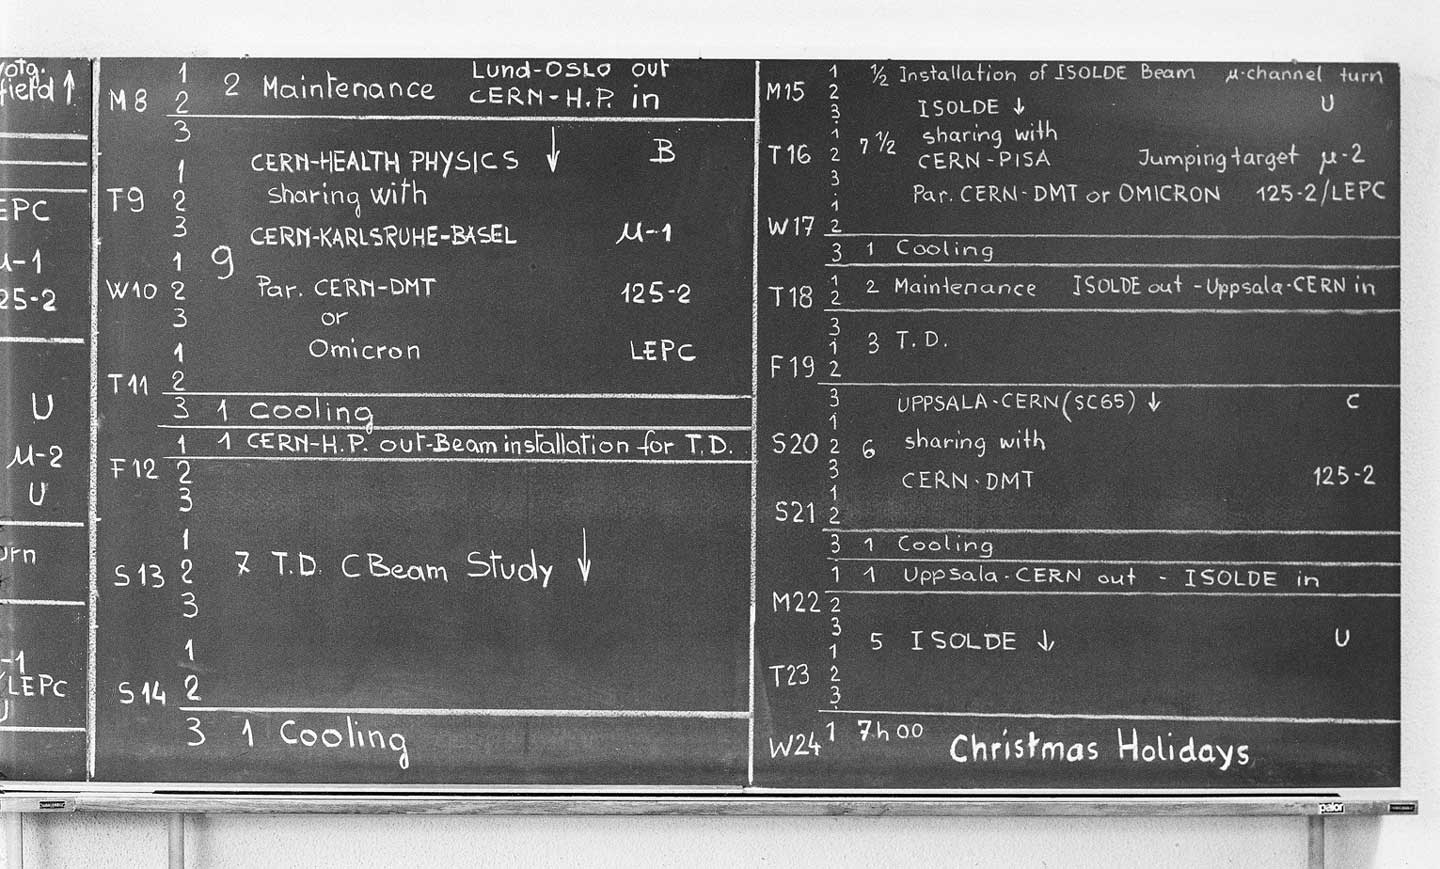 otg.
field ↑
EPC
μ-1
25-2
U
μ-2
U
urn
-1
/LEPC
U
M8
1
2
3
2 Maintenance
Lund-OSLO out
CERN-H.P. in
T9
1
2
3
CERN-HEALTH PHYSICS ↓ B
sharing with
CERN-KARLSRUHE-BASEL μ-1
W10
1
2
3
9
Par. CERN-DMT 125-2
or
Omicron LEPC
T11
1
2
3 1 Cooling
F12
1 1 CERN-H.P. out-Beam installation for T.D.
2
3
S13
1
2
3
7 T.D. C Beam Study ↓
S14
1
2
3 1 Cooling
M15
1
2
3
½ Installation of ISOLDE Beam μ-channel turn
ISOLDE ↓ U
T16
1
2
3
7 ½
sharing with
CERN-PISA Jumping target μ-2
Par. CERN-DMT or OMICRON 125-2/LEPC
W17
1
2
3 1 Cooling
T18
1
2
2 Maintenance ISOLDE out - Uppsala-CERN in
3
F19
1
2
3 T.D.
3
UPPSALA-CERN (SC65) ↓ C
S20
1
2
3
6
sharing with
CERN-DMT 125-2
S21
1
2
3 1 Cooling
M22
1 1 Uppsala-CERN out - ISOLDE in
2
3
5 ISOLDE ↓ U
T23
1
2
3
W24 1 7h00
Christmas Holidays
palor